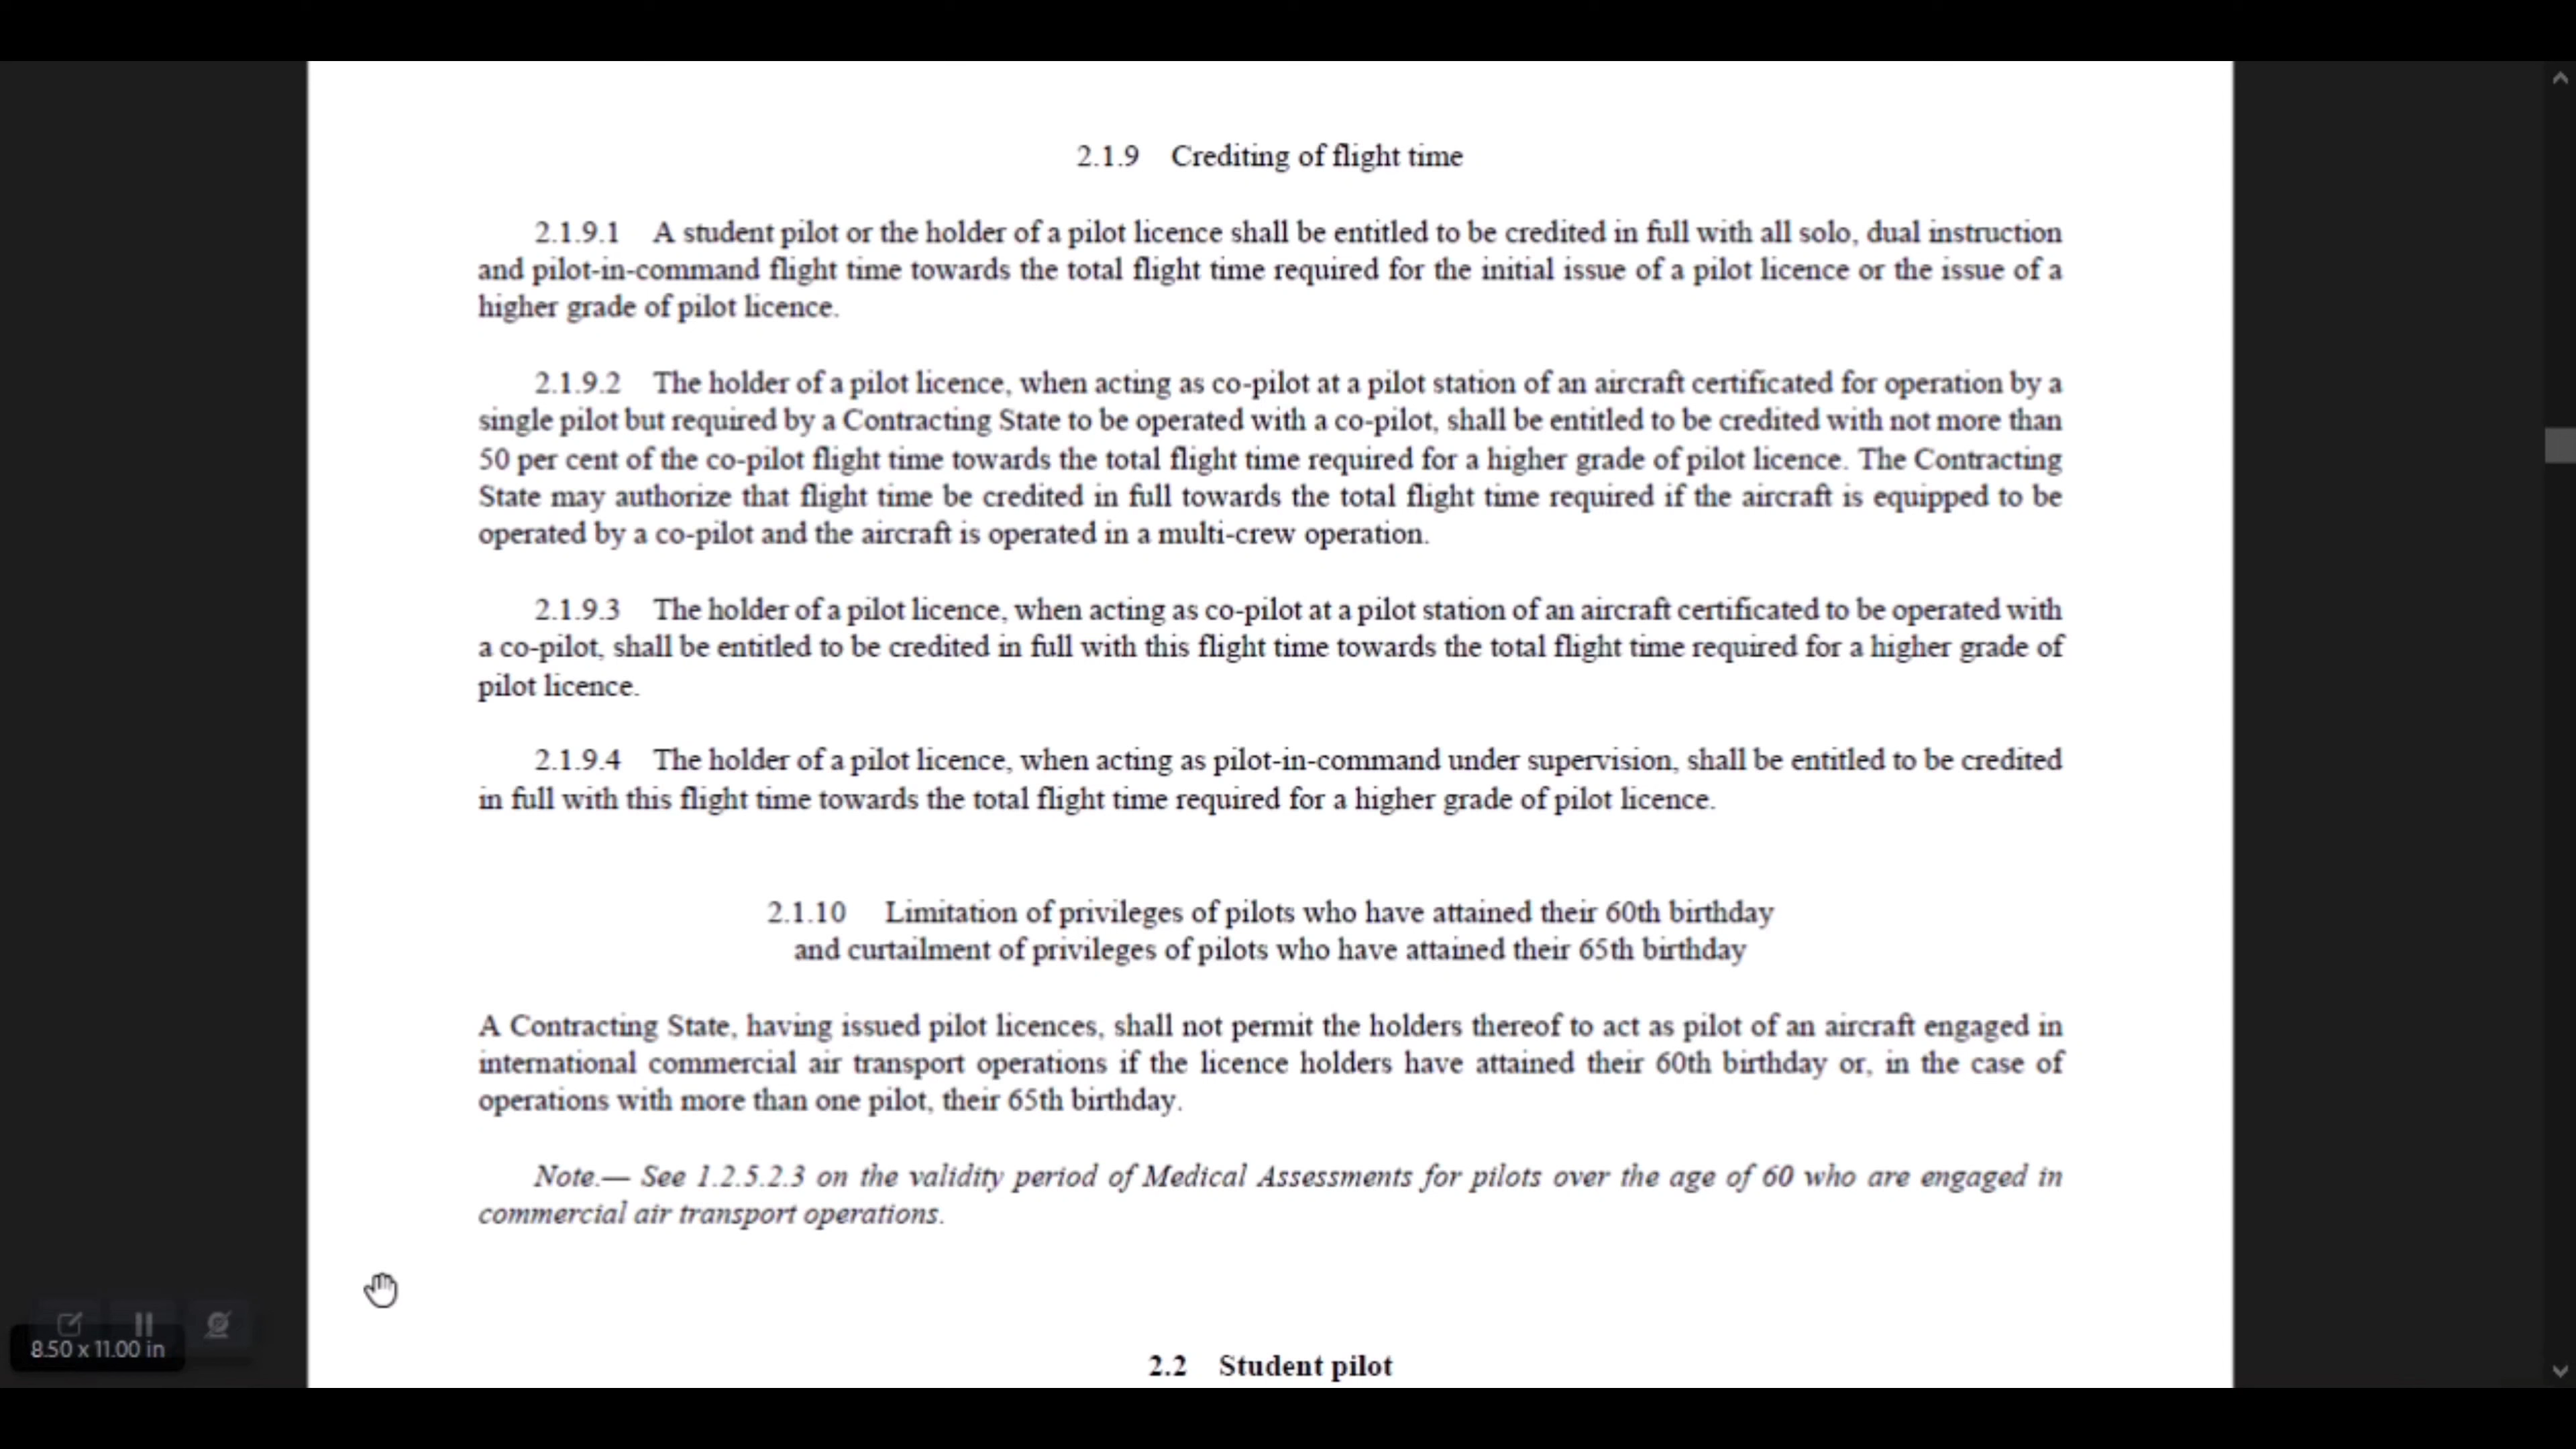 2.1.9 Crediting of flight time
2.1.9.1 A student pilot or the holder of a pilot licence shall be entitled to be credited in full with all solo, dual instruction
and pilot-in-command flight time towards the total flight time required for the initial issue of a pilot licence or the issue of a
higher grade of pilot licence.
2.1.9.2 The holder of a pilot licence, when acting as co-pilot at a pilot station of an aircraft certificated for operation by a
single pilot but required by a Contracting State to be operated with a co-pilot, shall be entitled to be credited with not more than
50 per cent of the co-pilot flight time towards the total flight time required for a higher grade of pilot licence. The Contracting
State may authorize that flight time be credited in full towards the total flight time required if the aircraft is equipped to be
operated by a co-pilot and the aircraft is operated in a multi-crew operation.
2.1.9.3 The holder of a pilot licence, when acting as co-pilot at a pilot station of an aircraft certificated to be operated with
a co-pilot, shall be entitled to be credited in full with this flight time towards the total flight time required for a higher grade of
pilot licence.
2.1.9.4 The holder of a pilot licence, when acting as pilot-in-command under supervision, shall be entitled to be credited
in full with this flight time towards the total flight time required for a higher grade of pilot licence.
2.1.10 Limitation of privileges of pilots who have attained their 60th birthday
and curtailment of privileges of pilots who have attained their 65th birthday
A Contracting State, having issued pilot licences, shall not permit the holders thereof to act as pilot of an aircraft engaged in
international commercial air transport operations if the licence holders have attained their 60th birthday or, in the case of
operations with more than one pilot, their 65th birthday.
Note.— See 1.2.5.2.3 on the validity period of Medical Assessments for pilots over the age of 60 who are engaged in
commercial air transport operations.
8.50 x 11.00 in
2.2 Student pilot